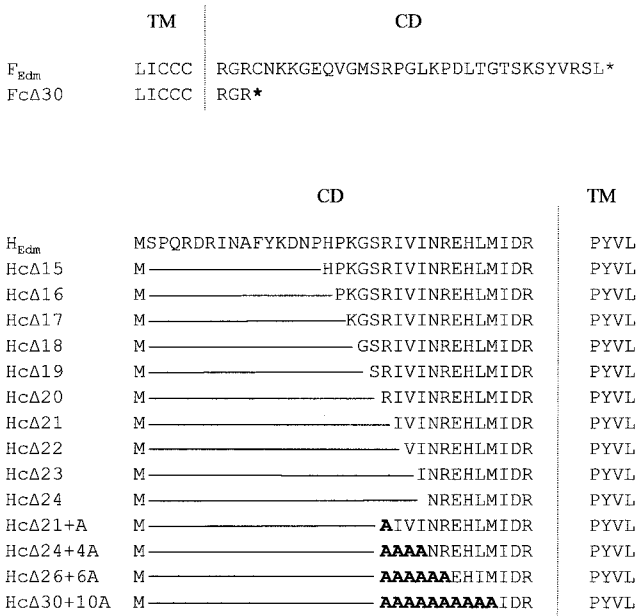 TM CD
F_Edm LICCC RGRCNKKGEQVGMSRPGLKPDLTGTSKSYVRSL*
FcΔ30 LICCC RGR*
CD TM
H_Edm MSPQRDRINAFYKDNPHPKGSRIVINREHLMIDR PYVL
HcΔ15 M HPKGSRIVINREHLMIDR PYVL
HcΔ16 M PKGSRIVINREHLMIDR PYVL
HcΔ17 M KGSRIVINREHLMIDR PYVL
HcΔ18 M GSRIVINREHLMIDR PYVL
HcΔ19 M SRIVINREHLMIDR PYVL
HcΔ20 M RIVINREHLMIDR PYVL
HcΔ21 M IVINREHLMIDR PYVL
HcΔ22 M VINREHLMIDR PYVL
HcΔ23 M INREHLMIDR PYVL
HcΔ24 M NREHLMIDR PYVL
HcΔ21+A M AIVINREHLMIDR PYVL
HcΔ24+4A M AAAANREHLMIDR PYVL
HcΔ26+6A M AAAAAAEHIMIDR PYVL
HcΔ30+10A M AAAAAAAAAAIDR PYVL